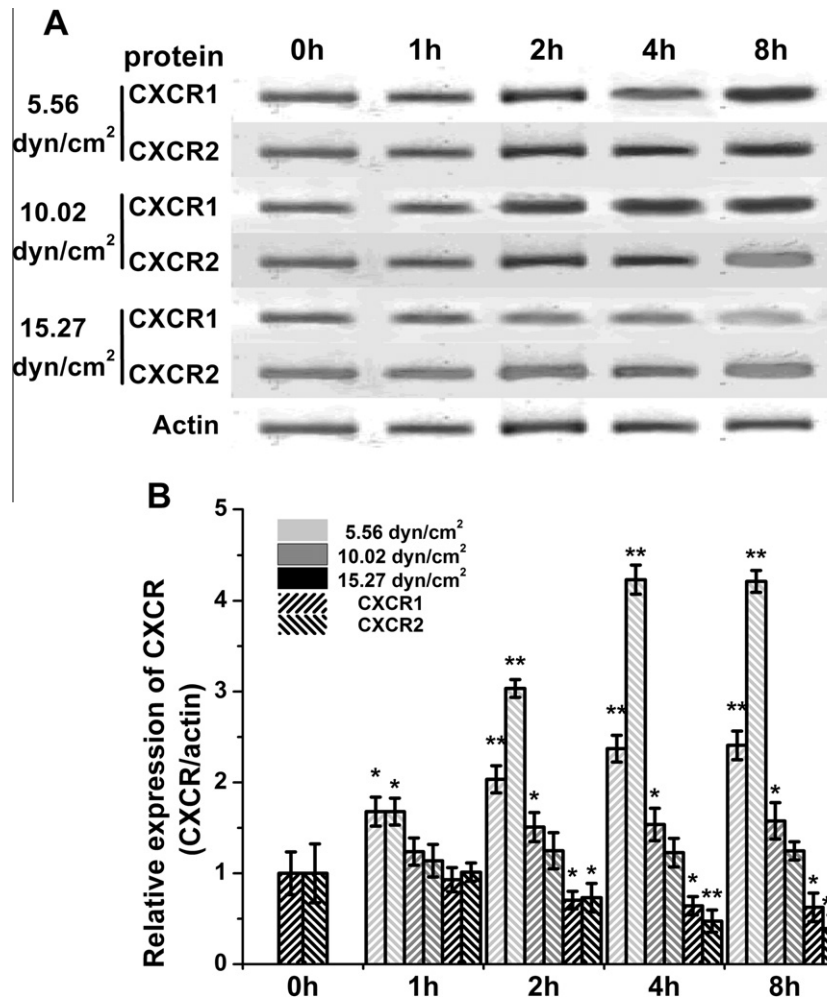 A
protein 0h 1h 2h 4h 8h
5.56 dyn/cm²
CXCR1
CXCR2
10.02 dyn/cm²
CXCR1
CXCR2
15.27 dyn/cm²
CXCR1
CXCR2
Actin
B
Relative expression of CXCR
(CXCR/actin)
5
4
3
2
1
0
5.56 dyn/cm²
10.02 dyn/cm²
15.27 dyn/cm²
CXCR1
CXCR2
* *
** ** * * *
** ** * * **
** ** * * *
0h 1h 2h 4h 8h